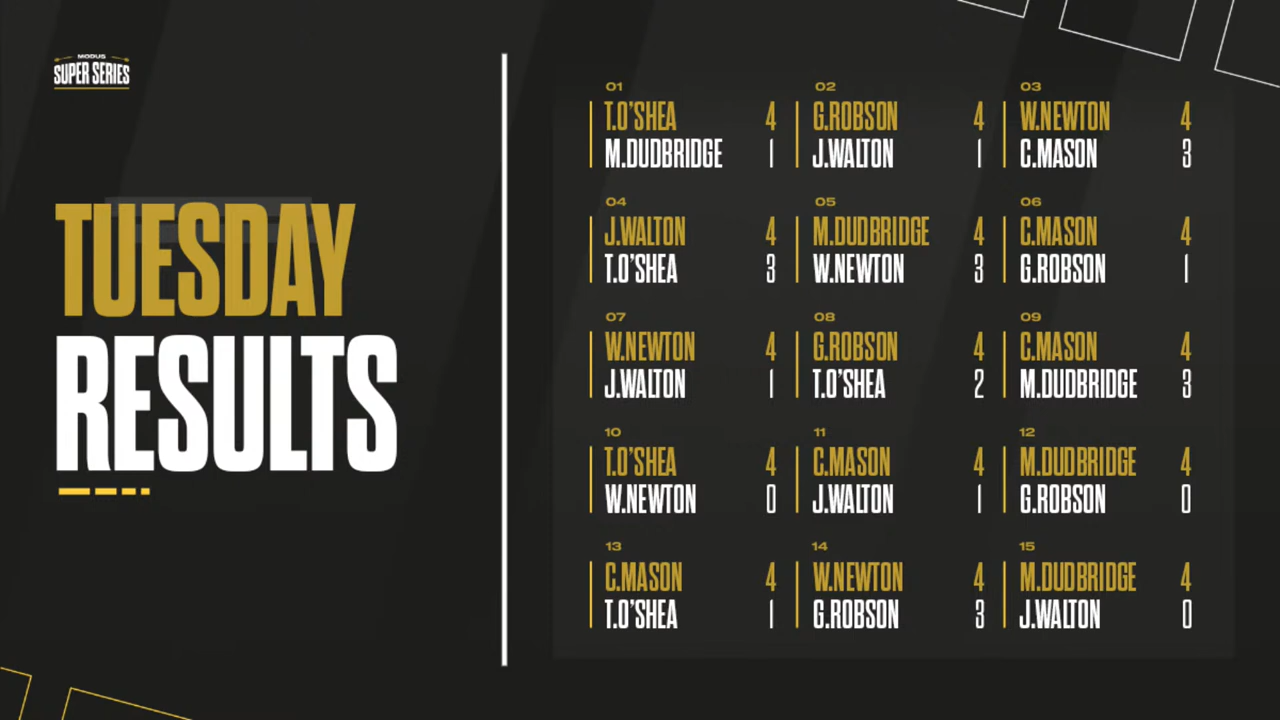 MODUS
SUPER SERIES
TUESDAY
RESULTS
01
T.O'SHEA 4
M.DUDBRIDGE 1
02
G.ROBSON 4
J.WALTON 1
03
W.NEWTON 4
C.MASON 3
04
J.WALTON 4
T.O'SHEA 3
05
M.DUDBRIDGE 4
W.NEWTON 3
06
C.MASON 4
G.ROBSON 1
07
W.NEWTON 4
J.WALTON 1
08
G.ROBSON 4
T.O'SHEA 2
09
C.MASON 4
M.DUDBRIDGE 3
10
T.O'SHEA 4
W.NEWTON 0
11
C.MASON 4
J.WALTON 1
12
M.DUDBRIDGE 4
G.ROBSON 0
13
C.MASON 4
T.O'SHEA 1
14
W.NEWTON 4
G.ROBSON 3
15
M.DUDBRIDGE 4
J.WALTON 0